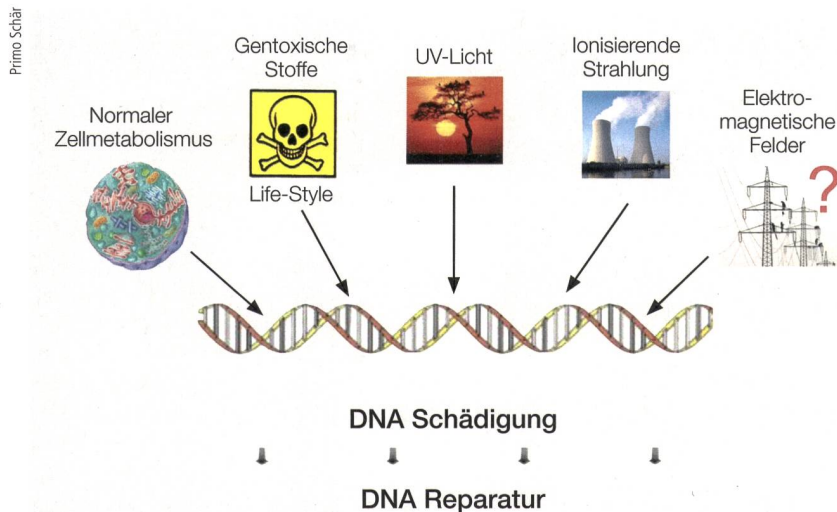 Primo Schär
Normaler
Zellmetabolismus
Gentoxische
Stoffe
Life-Style
UV-Licht
Ionisierende
Strahlung
Elektro-
magnetische
Felder
?
DNA Schädigung
DNA Reparatur